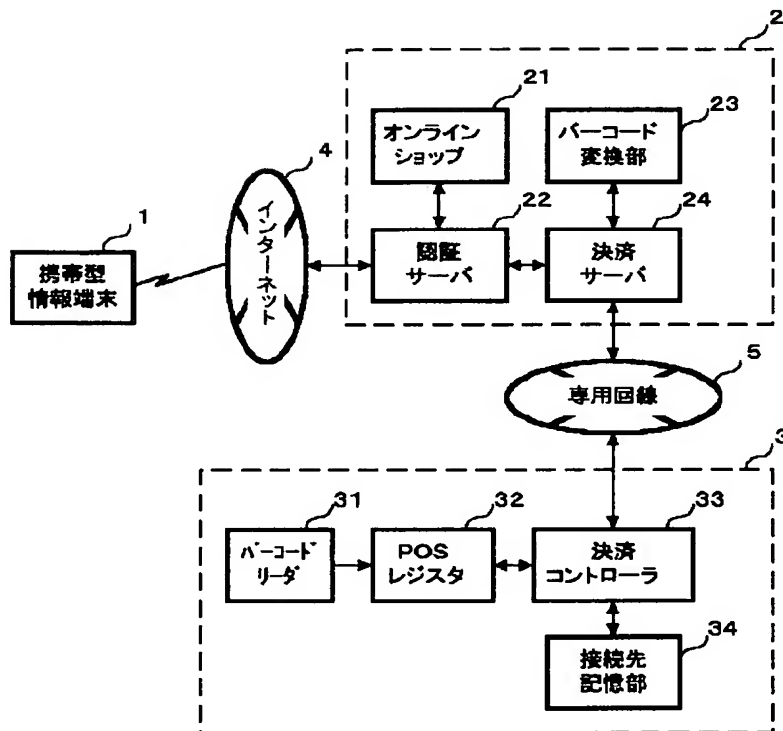 2
21
23
オンライン
ショップ
バーコード
変換部
4
22
24
1
インターネット
認証
サーバ
決済
サーバ
携帯型
情報端末
5
専用回線
3
31
32
33
バーコード
リーダ
POS
レジスタ
決済
コントローラ
34
接続先
記憶部